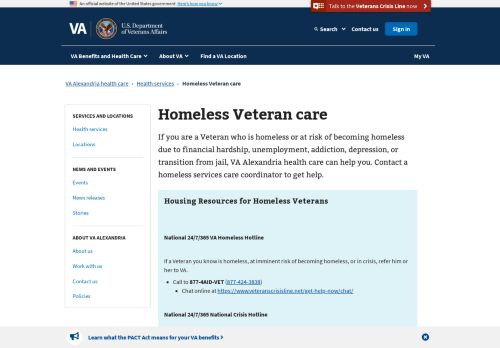 An official website of the United States government. Here's how you know
Talk to the Veterans Crisis Line now
VA
U.S. Department
of Veterans Affairs
Search
Contact us
Sign in
VA Benefits and Health Care
About VA
Find a VA Location
My VA
VA Alexandria health care
Health services
Homeless Veteran care
SERVICES AND LOCATIONS
Health services
Locations
NEWS AND EVENTS
Events
News releases
Stories
ABOUT VA ALEXANDRIA
About us
Work with us
Contact us
Policies
Homeless Veteran care
If you are a Veteran who is homeless or at risk of becoming homeless
due to financial hardship, unemployment, addiction, depression, or
transition from jail, VA Alexandria health care can help you. Contact a
homeless services care coordinator to get help.
Housing Resources for Homeless Veterans
National 24/7/365 VA Homeless Hotline
If a Veteran you know is homeless, at imminent risk of becoming homeless, or in crisis, refer him or
her to VA.
Call to 877-4AID-VET (877-424-3838)
Chat online at https://www.veteranscrisisline.net/get-help-now/chat/
National 24/7/365 National Crisis Hotline
Learn what the PACT Act means for your VA benefits